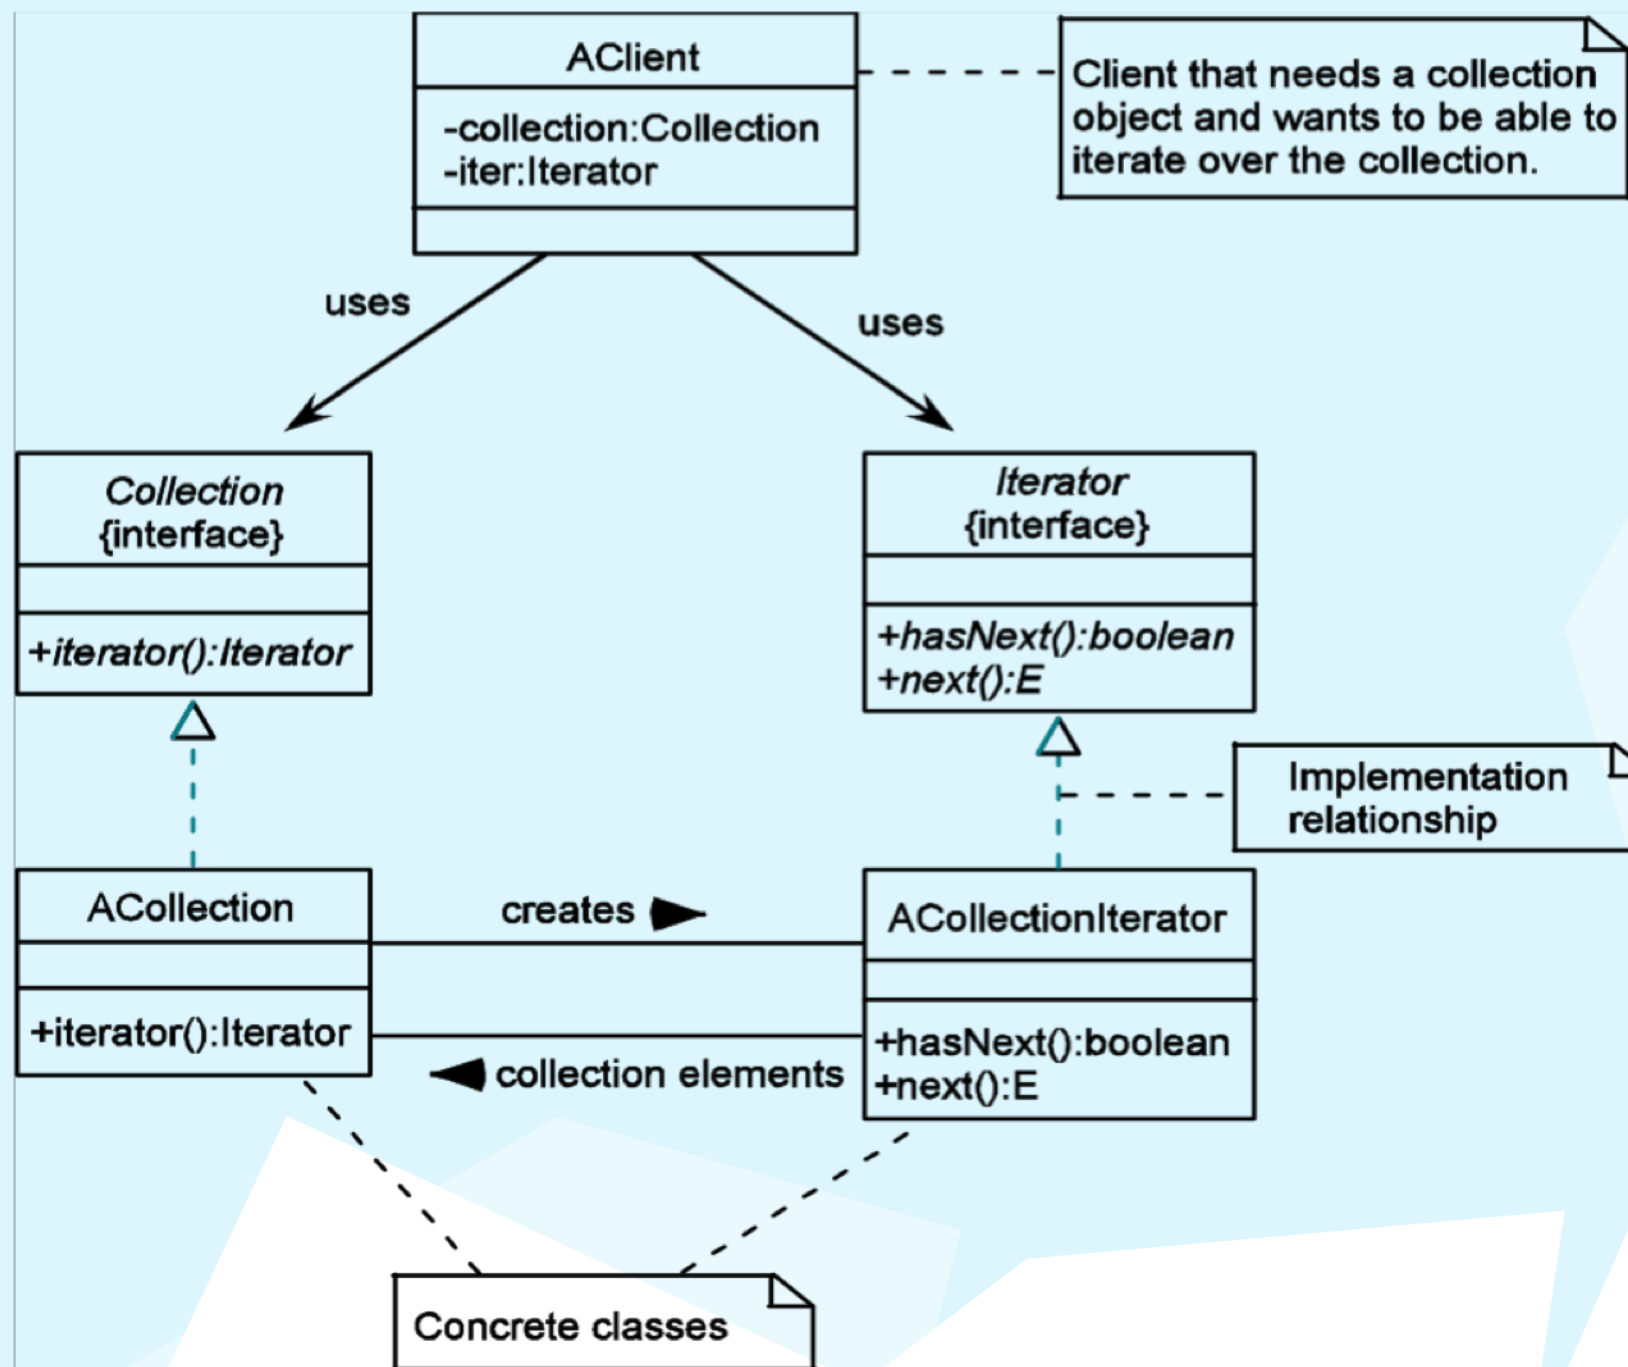 AClient
-collection:Collection
-iter:Iterator
Client that needs a collection
object and wants to be able to
iterate over the collection.
uses
uses
Collection
{interface}
+iterator():Iterator
Iterator
{interface}
+hasNext():boolean
+next():E
Implementation
relationship
ACollection
+iterator():Iterator
creates
collection elements
ACollectionIterator
+hasNext():boolean
+next():E
Concrete classes